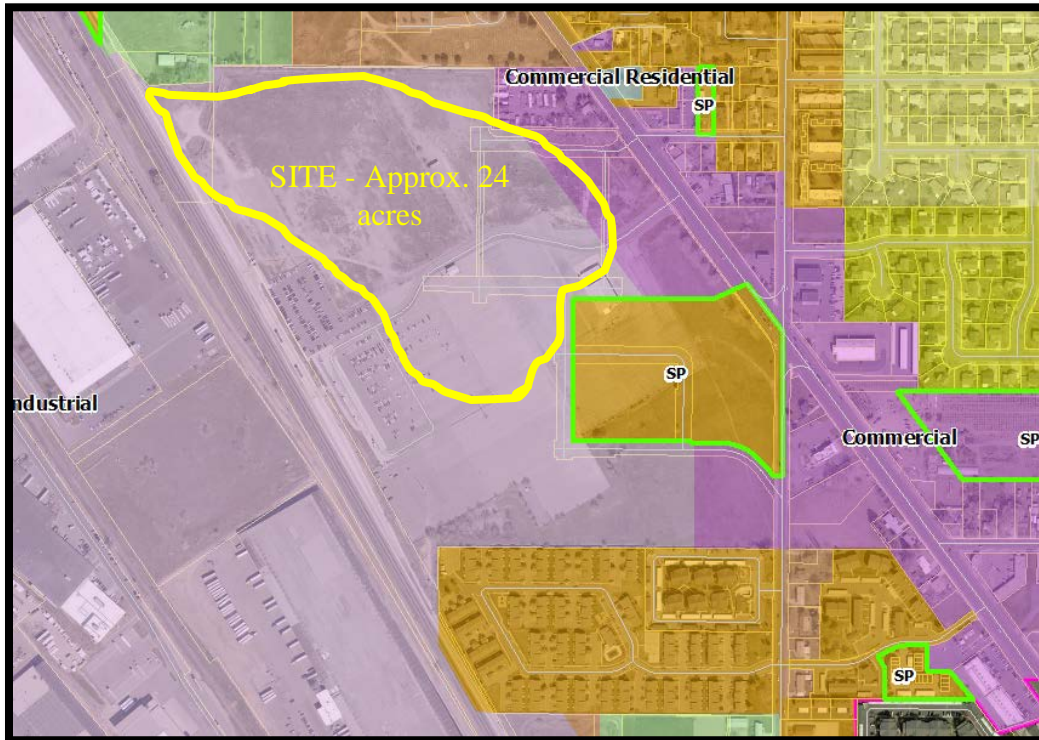 Commercial Residential
SP
SITE - Approx. 24
acres
SP
ndustrial
Commercial
SP
SP